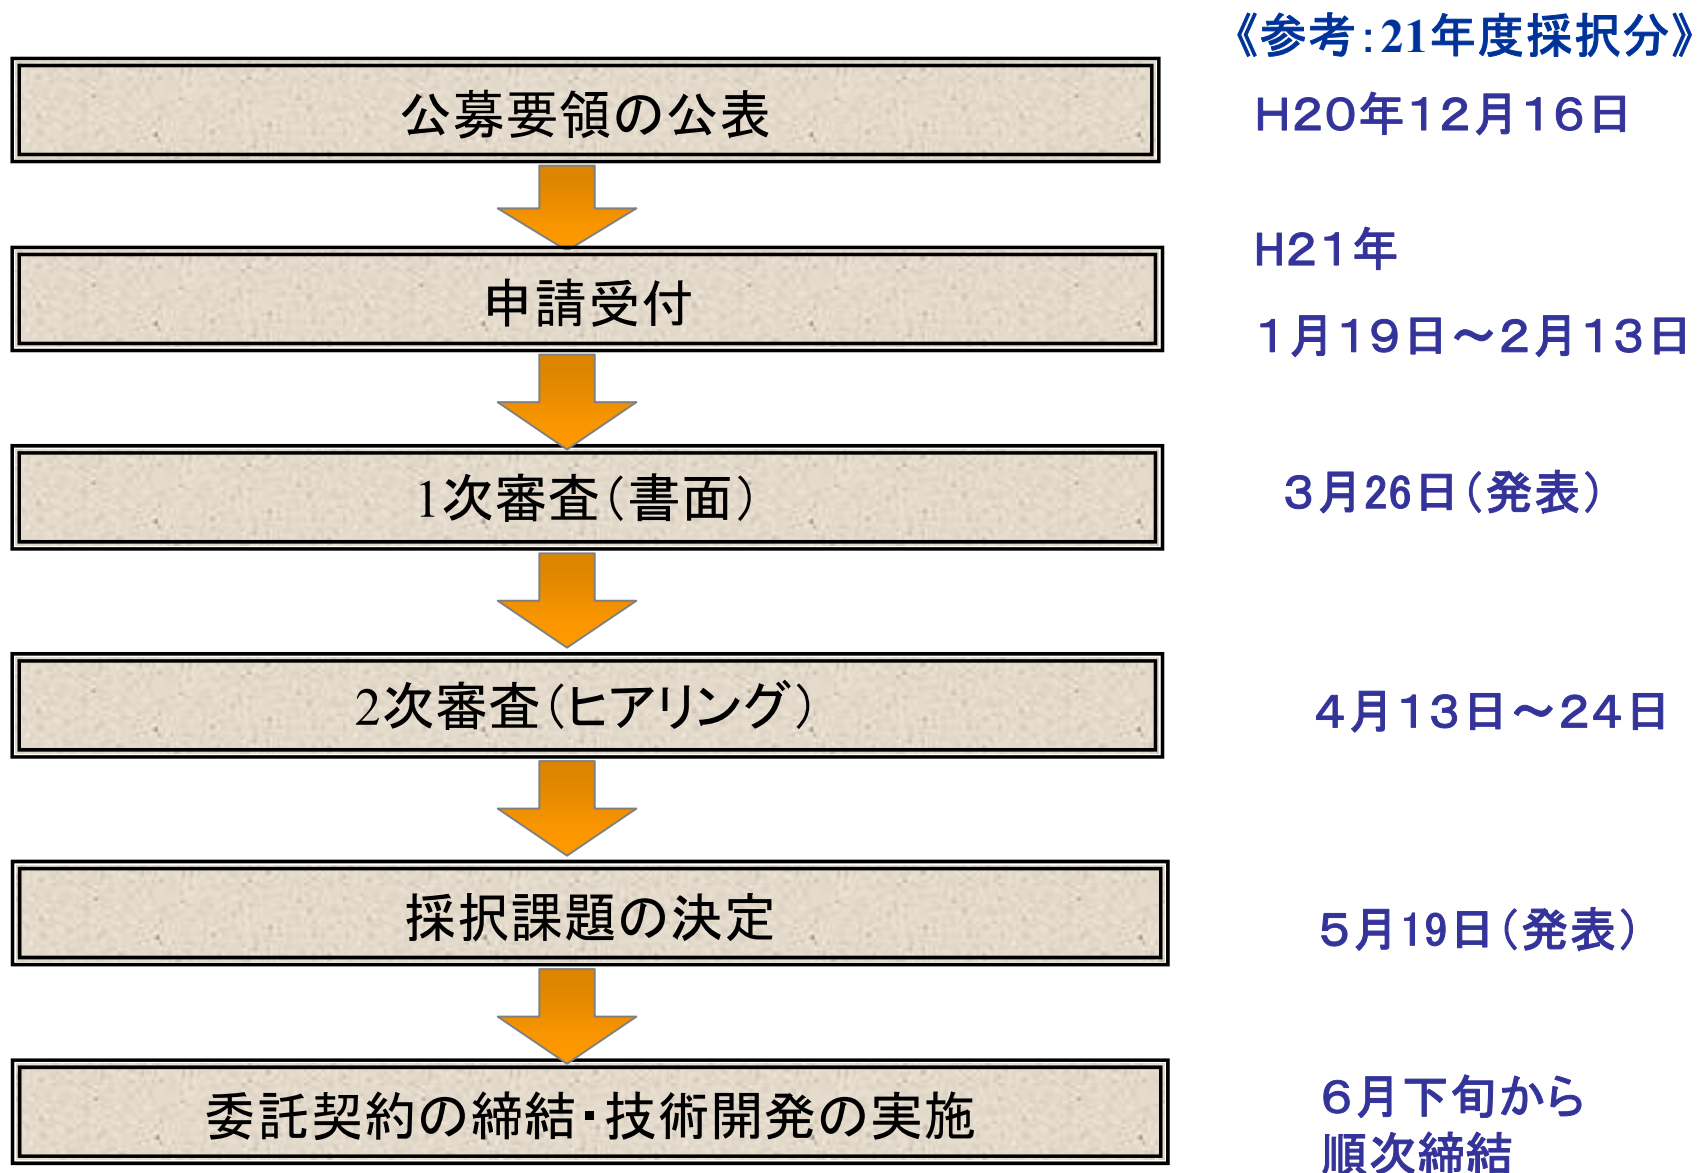 《参考：21年度採択分》
公募要領の公表
H２０年１２月１６日
申請受付
H２１年
１月１９日～２月１３日
1次審査（書面）
３月26日（発表）
2次審査（ヒアリング）
４月１３日～２４日
採択課題の決定
５月19日（発表）
委託契約の締結・技術開発の実施
６月下旬から
順次締結